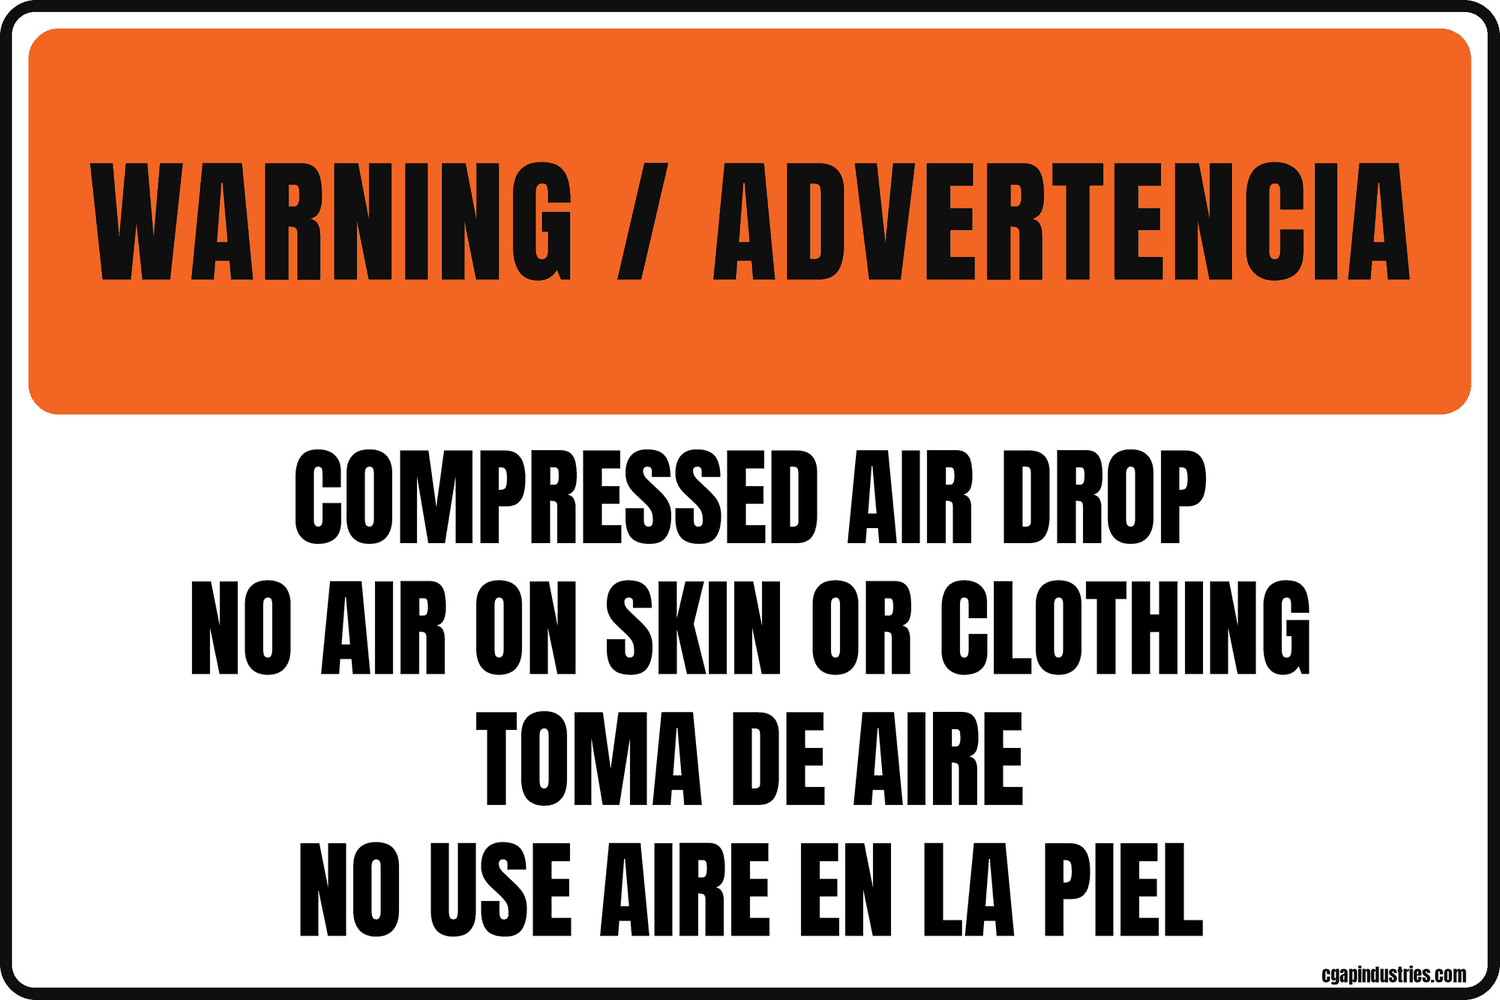 WARNING / ADVERTENCIA
COMPRESSED AIR DROP
NO AIR ON SKIN OR CLOTHING
TOMA DE AIRE
NO USE AIRE EN LA PIEL
cgapindustries.com